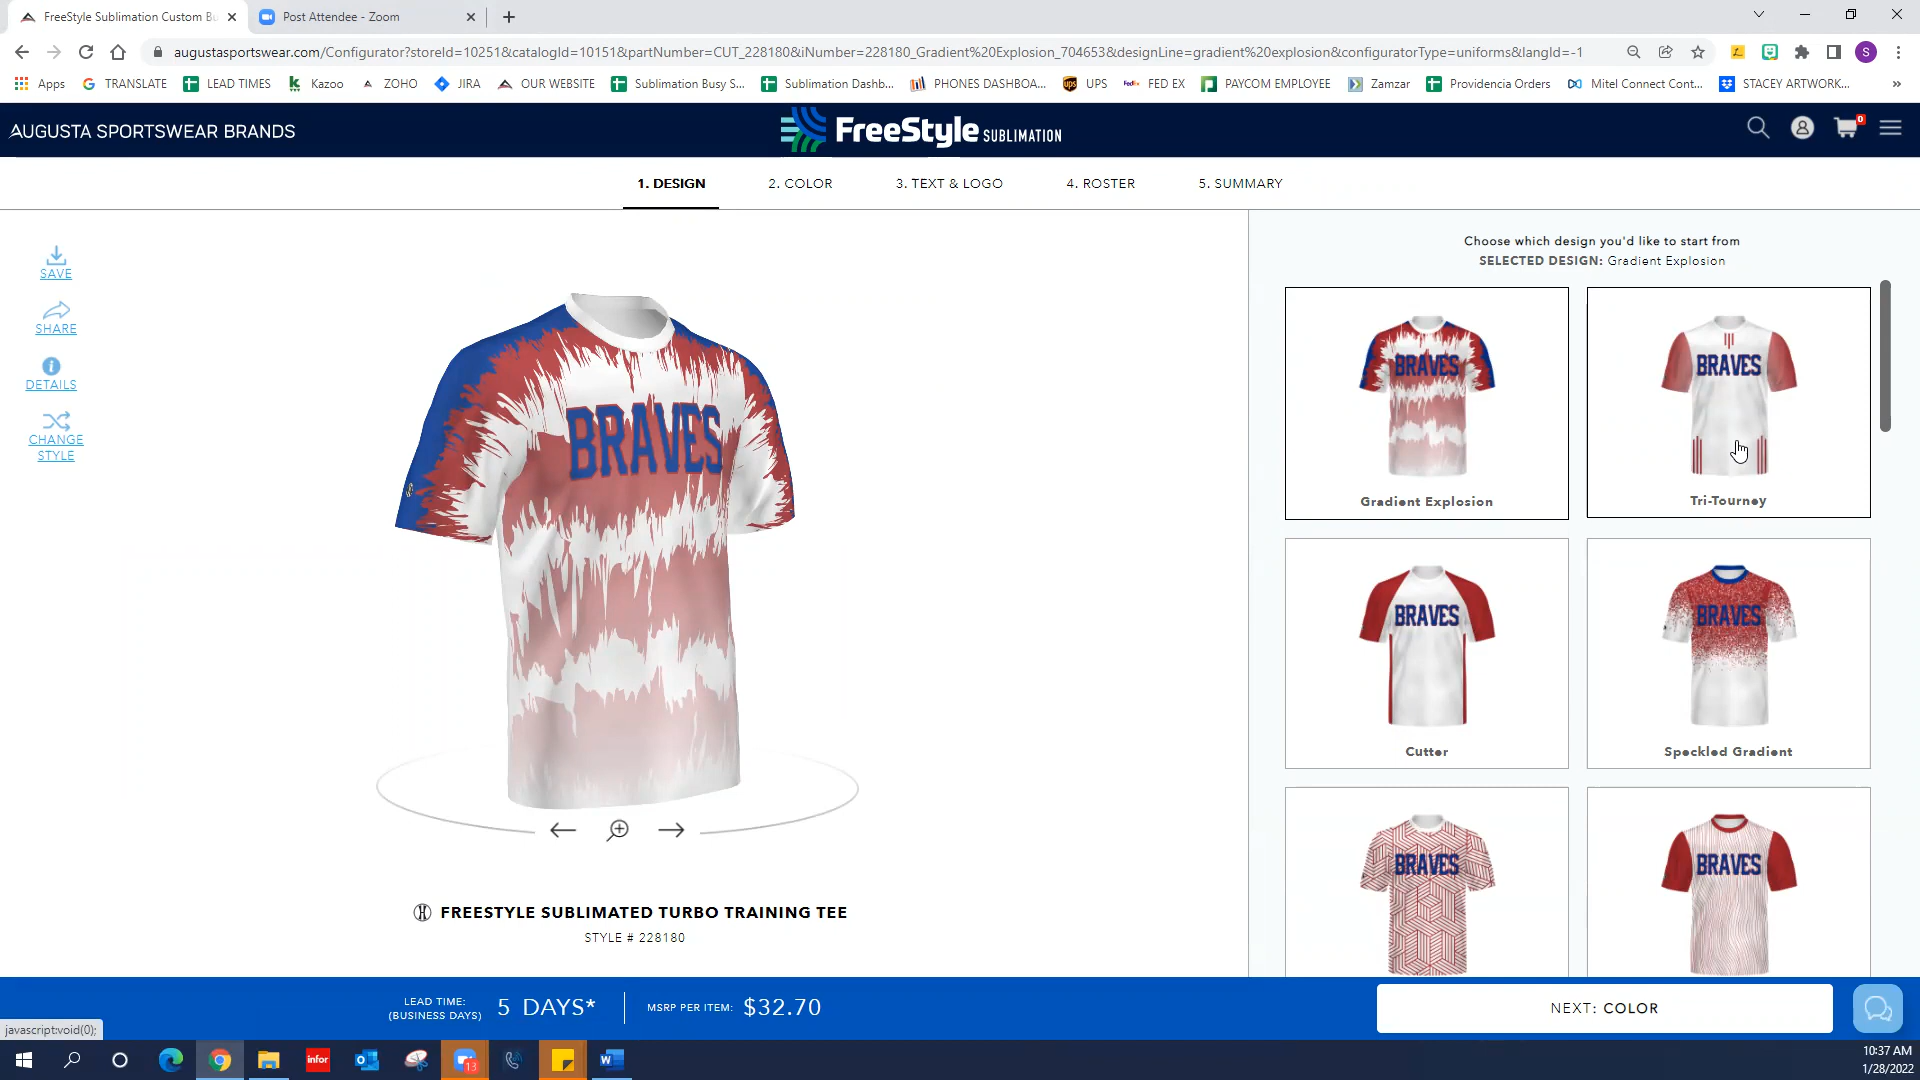 FreeStyle Sublimation Custom Bu
Post Attendee - Zoom
augustasportswear.com/Configurator?storeId=10251&catalogId=10151&partNumber=CUT_228180&iNumber=228180_Gradient%20Explosion_704653&designLine=gradient%20explosion&configuratorType=uniforms&langId=-1
S
Apps
TRANSLATE
LEAD TIMES
Kazoo
ZOHO
JIRA
OUR WEBSITE
Sublimation Busy S...
Sublimation Dashb...
PHONES DASHBOA...
UPS
FED EX
PAYCOM EMPLOYEE
Zamzar
Providencia Orders
Mitel Connect Cont...
STACEY ARTWORK...
AUGUSTA SPORTSWEAR BRANDS
FreeStyle SUBLIMATION
0
1. DESIGN
2. COLOR
3. TEXT & LOGO
4. ROSTER
5. SUMMARY
SAVE
SHARE
DETAILS
CHANGE
STYLE
BRAVES
FREESTYLE SUBLIMATED TURBO TRAINING TEE
STYLE # 228180
Choose which design you'd like to start from
SELECTED DESIGN: Gradient Explosion
BRAVES
Gradient Explosion
BRAVES
Tri-Tourney
BRAVES
Cutter
BRAVES
Speckled Gradient
BRAVES
BRAVES
LEAD TIME:
(BUSINESS DAYS)
5 DAYS*
MSRP PER ITEM: $32.70
NEXT: COLOR
javascript:void(0);
infor
13
10:37 AM
1/28/2022